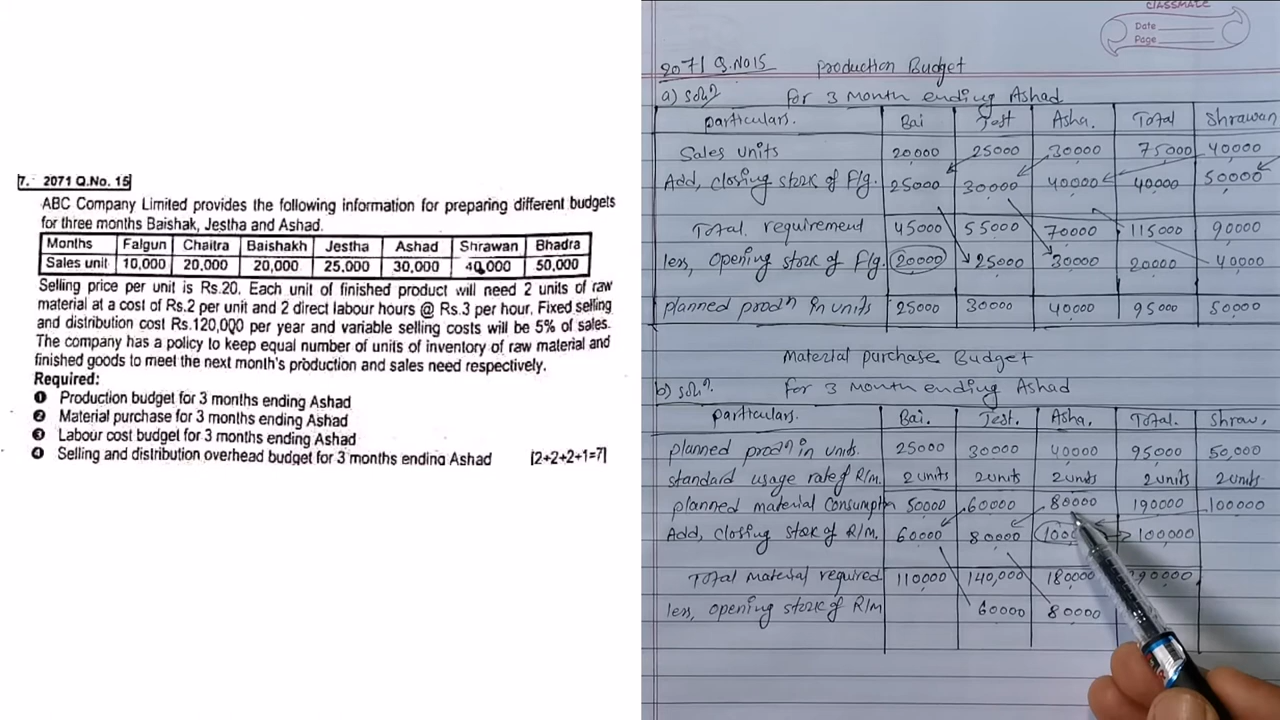 7. 2071 Q.No. 15
ABC Company Limited provides the following information for preparing different budgets
for three months Baishak, Jestha and Ashad.
Months Falgun Chaitra Baishakh Jestha Ashad Shrawan Bhadra
Sales unit 10,000 20,000 20,000 25,000 30,000 40,000 50,000
Selling price per unit is Rs.20. Each unit of finished product will need 2 units of raw
material at a cost of Rs.2 per unit and 2 direct labour hours @ Rs.3 per hour. Fixed selling
and distribution cost Rs.120,000 per year and variable selling costs will be 5% of sales.
The company has a policy to keep equal number of units of inventory of raw material and
finished goods to meet the next month's production and sales need respectively.
Required:
1 Production budget for 3 months ending Ashad
2 Material purchase for 3 months ending Ashad
3 Labour cost budget for 3 months ending Ashad
4 Selling and distribution overhead budget for 3 months ending Ashad [2+2+2+1=7]
CLASSMATE
Date
Page
2071 Q.No15 production Budget
a) Solⁿ. for 3 Month ending Ashad
particulars. Bai Jest Asha. Total Shrawan
Sales units 20,000 25000 30000 75000 40,000
Add, closing stock of F/g. 25000 30000 40000 40,000 50000
Total requirement 45000 55000 70000 115000 90000
less, opening stock of F/g. 20000 25000 30000 20000 40000
planned prodⁿ in units 25000 30000 40000 95000 50000
Material purchase Budget
b) Solⁿ. for 3 Month ending Ashad
particulars. Bai. Jest. Asha. Total. Shraw.
planned prodⁿ in units. 25000 30000 40000 95000 50,000
standard usage rate of R/m. 2 units 2units 2units 2 units 2 units.
planned material Consumptn 50000 60000 80000 190000 100000
Add, closing stock of R/m. 60000 80000 100000
Total material required 110000 140,000 180000
less, opening stock of R/m 60000 80000